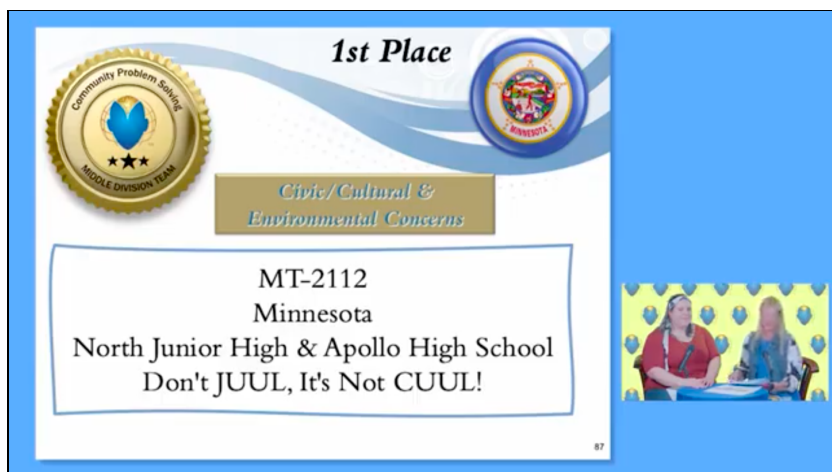 1st Place
Community Problem Solving
MIDDLE DIVISION TEAM
MINNESOTA
Civic/Cultural &
Environmental Concerns
MT-2112
Minnesota
North Junior High & Apollo High School
Don't JUUL, It's Not CUUL!
87